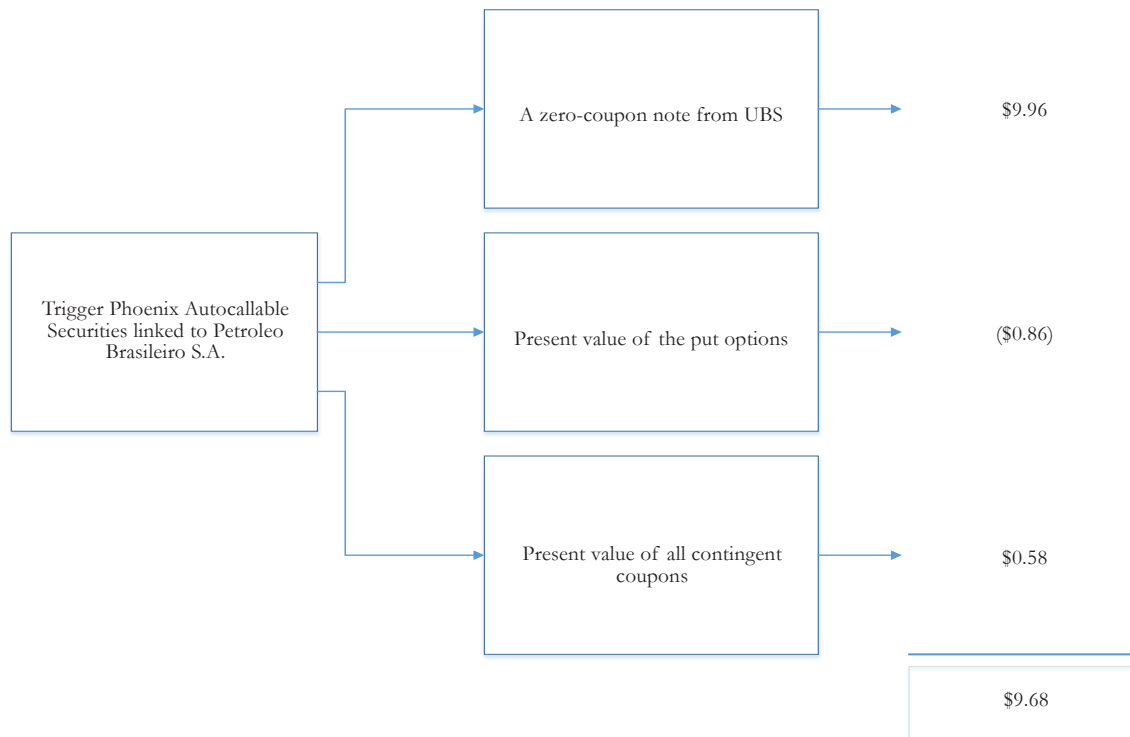 A zero-coupon note from UBS
$9.96
Trigger Phoenix Autocallable
Securities linked to Petroleo
Brasileiro S.A.
Present value of the put options
($0.86)
Present value of all contingent
coupons
$0.58
$9.68